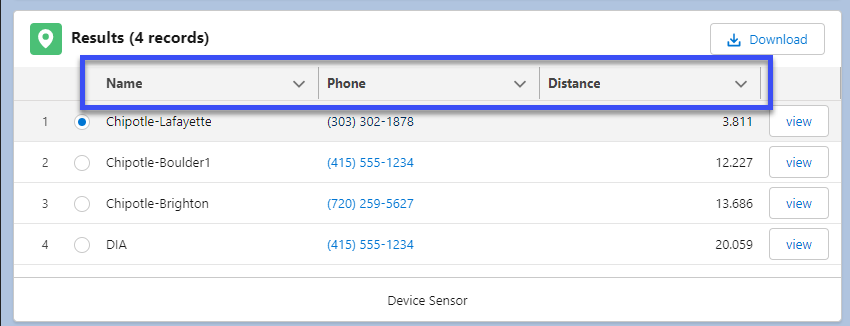 Results (4 records)
Download
Name Phone Distance
1 Chipotle-Lafayette (303) 302-1878 3.811 view
2 Chipotle-Boulder1 (415) 555-1234 12.227 view
3 Chipotle-Brighton (720) 259-5627 13.686 view
4 DIA (415) 555-1234 20.059 view
Device Sensor